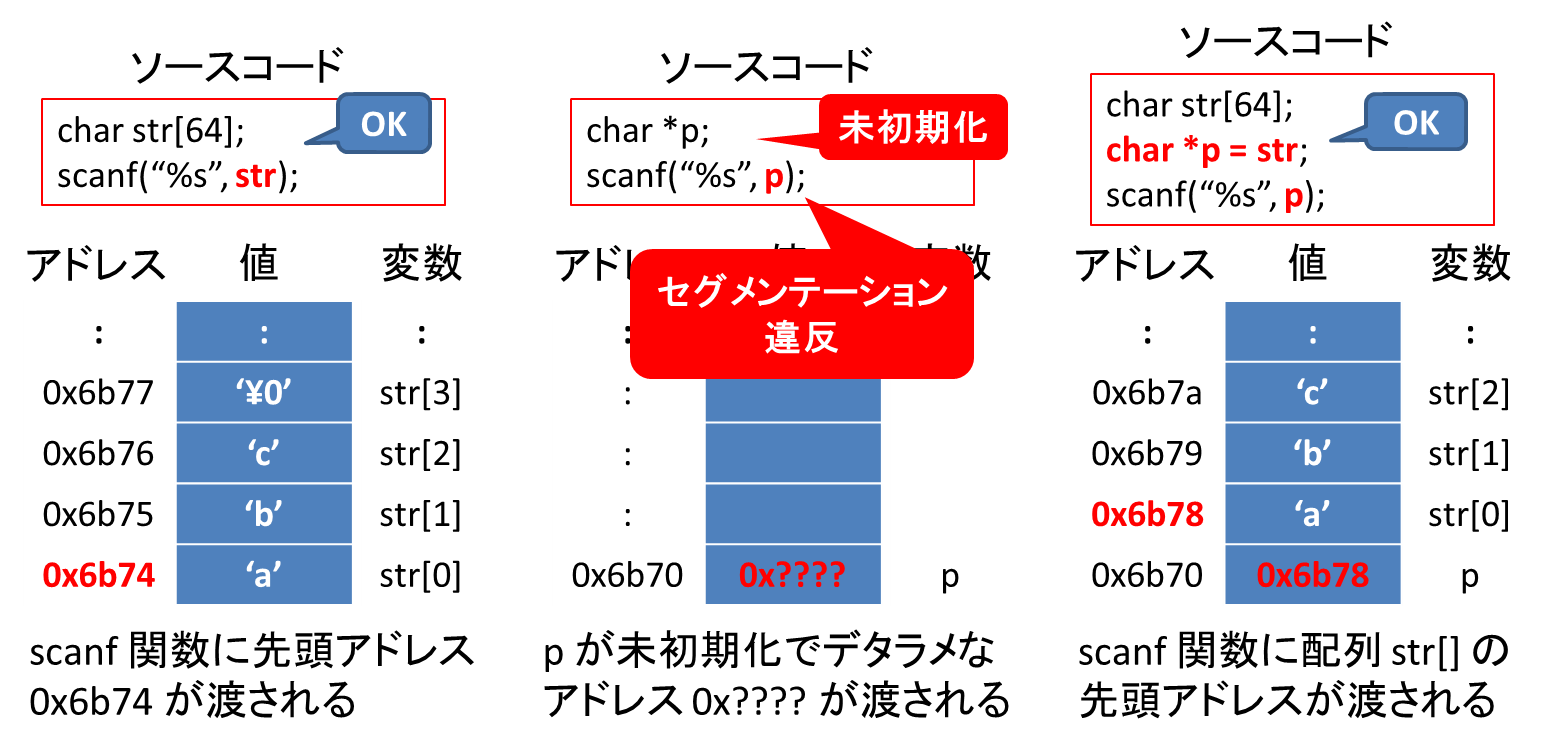 ソースコード
char str[64];
scanf(“%s”, str);
OK
アドレス 値 変数
: : :
0x6b77 ‘¥0’ str[3]
0x6b76 ‘c’ str[2]
0x6b75 ‘b’ str[1]
0x6b74 ‘a’ str[0]
scanf 関数に先頭アドレス
0x6b74 が渡される
ソースコード
char *p;
scanf(“%s”, p);
未初期化
セグメンテーション
違反
:
:
:
:
0x6b70 0x???? p
p が未初期化でデタラメな
アドレス 0x???? が渡される
ソースコード
char str[64];
char *p = str;
scanf(“%s”, p);
OK
アドレス 値 変数
: : :
0x6b7a ‘c’ str[2]
0x6b79 ‘b’ str[1]
0x6b78 ‘a’ str[0]
0x6b70 0x6b78 p
scanf 関数に配列 str[] の
先頭アドレスが渡される